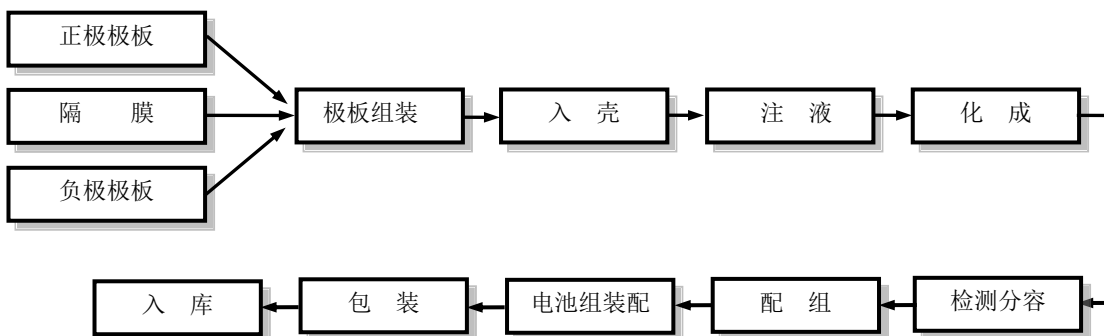 正极极板
隔 膜
负极极板
极板组装
入 壳
注 液
化 成
检测分容
配 组
电池组装配
包 装
入 库